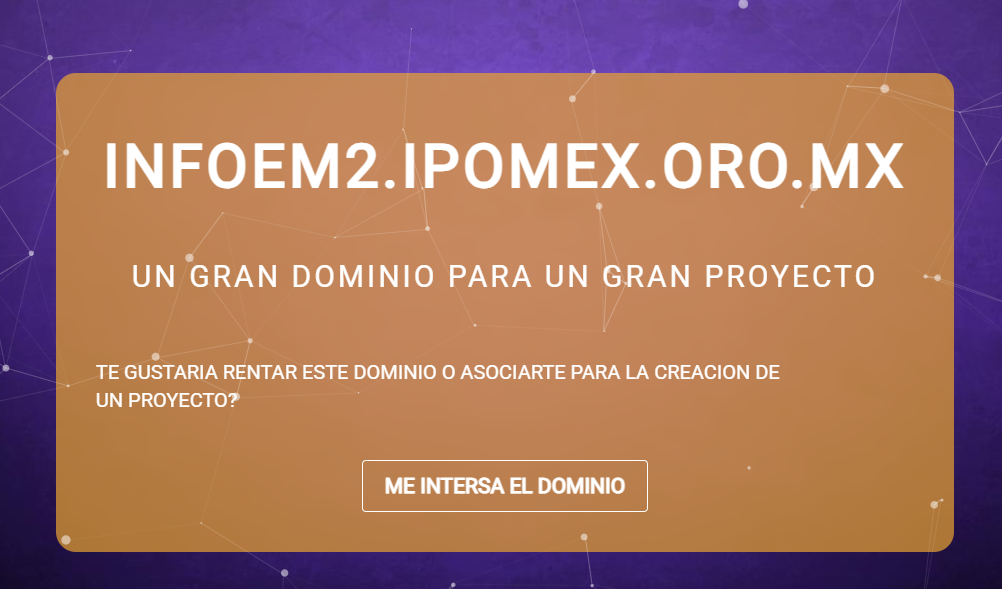 INFOEM2.IPOMEX.ORO.MX
UN GRAN DOMINIO PARA UN GRAN PROYECTO
TE GUSTARIA RENTAR ESTE DOMINIO O ASOCIARTE PARA LA CREACION DE
UN PROYECTO?
ME INTERSA EL DOMINIO